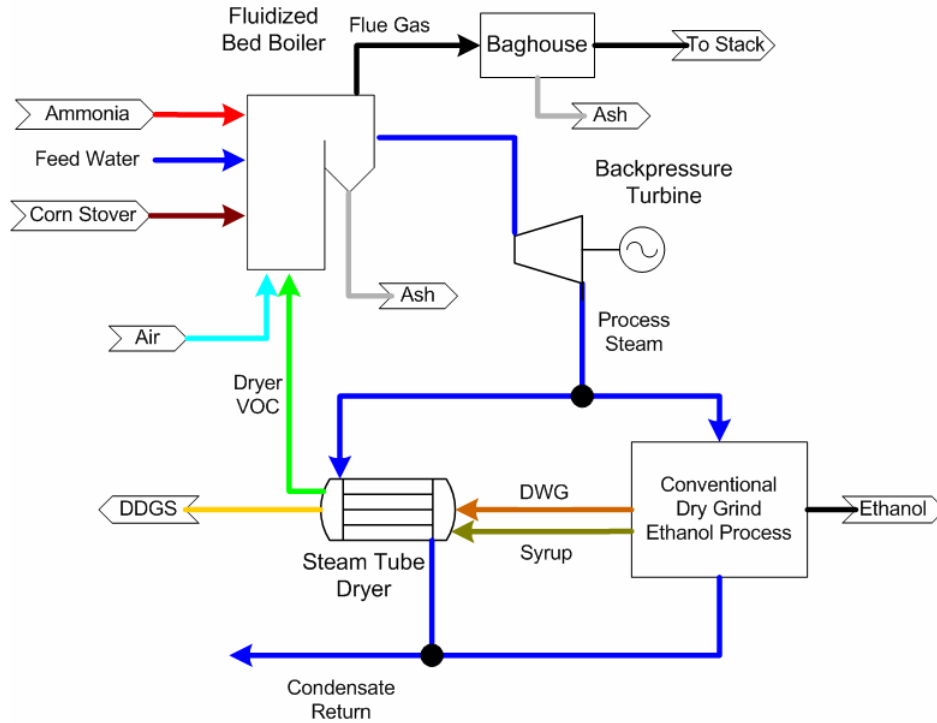 Fluidized
Bed Boiler
Flue Gas
Baghouse
To Stack
Ammonia
Ash
Feed Water
Backpressure
Turbine
Corn Stover
Ash
Air
Process
Steam
Dryer
VOC
DDGS
DWG
Conventional
Dry Grind
Ethanol Process
Ethanol
Syrup
Steam Tube
Dryer
Condensate
Return